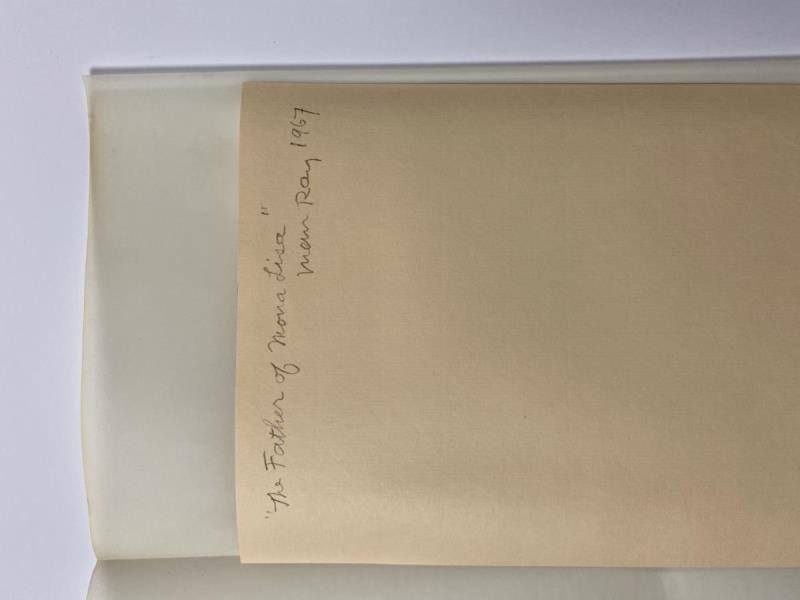 "The Father of Mona Lisa"
Man Ray 1967